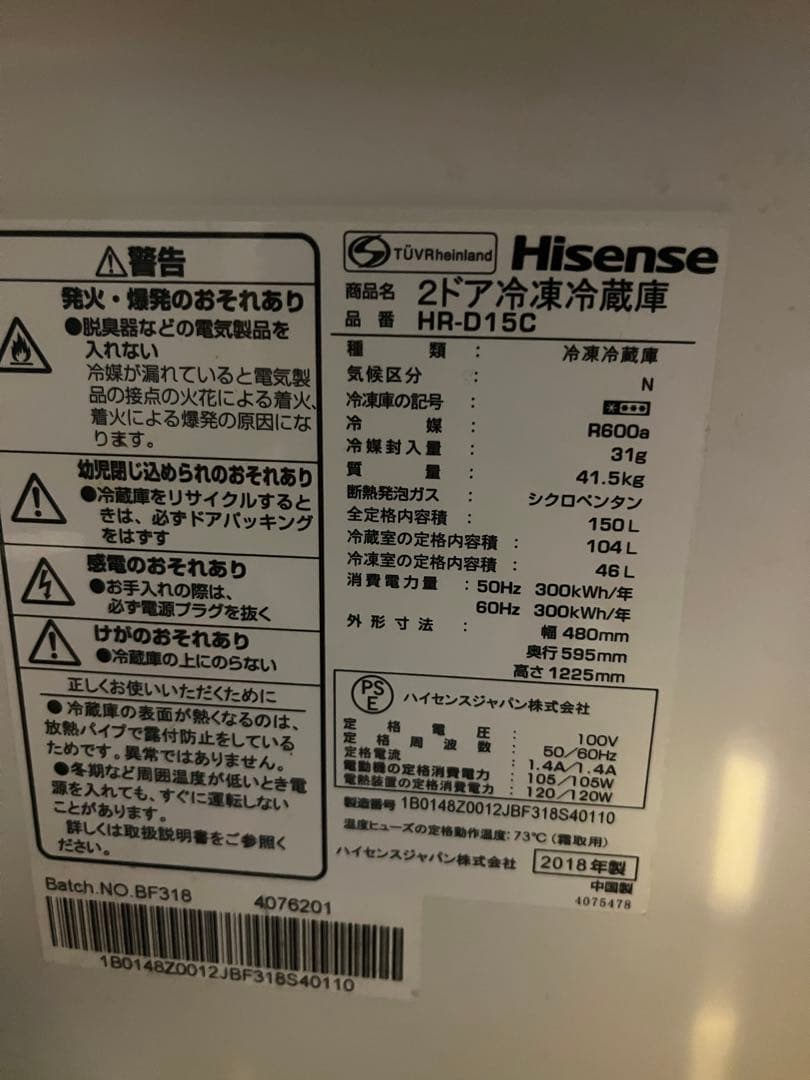 警告
発火・爆発のおそれあり
●脱臭器などの電気製品を
入れない
冷媒が漏れていると電気製
品の接点の火花による着火、
着火による爆発の原因にな
ります。
幼児閉じ込められのおそれあり
●冷蔵庫をリサイクルすると
きは、必ずドアパッキング
をはずす
感電のおそれあり
●お手入れの際は、
必ず電源プラグを抜く
けがのおそれあり
●冷蔵庫の上にのらない
正しくお使いいただくために
●冷蔵庫の表面が熱くなるのは、
放熱パイプで露付防止をしている
ためです。異常ではありません。
●冬期など周囲温度が低いとき電
源を入れても、すぐに運転しない
ことがあります。
詳しくは取扱説明書をご参照く
ださい。
Batch.NO.BF318 4076201
1B0148Z0012JBF318S40110
TÜVRheinland Hisense
商品名 2ドア冷凍冷蔵庫
品番 HR-D15C
種類 : 冷凍冷蔵庫
気候区分 : N
冷凍庫の記号 :
冷媒 : R600a
冷媒封入量 : 31g
質量 : 41.5kg
断熱発泡ガス : シクロペンタン
全定格内容積 : 150L
冷蔵室の定格内容積 : 104L
冷凍室の定格内容積 : 46L
消費電力量 : 50Hz 300kWh/年
60Hz 300kWh/年
外形寸法 : 幅 480mm
奥行 595mm
高さ 1225mm
PSE ハイセンスジャパン株式会社
定格電圧 : 100V
定格周波数 : 50/60Hz
定格電流 : 1.4A/1.4A
電動機の定格消費電力 : 105/105W
電熱装置の定格消費電力 : 120/120W
製造番号 1B0148Z0012JBF318S40110
温度ヒューズの定格動作温度:73℃(霜取用)
ハイセンスジャパン株式会社 2018年製
中国製
4075478